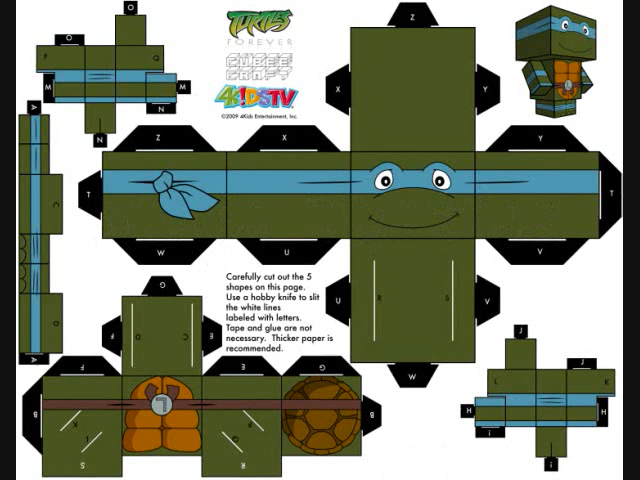 TURTLES
FOREVER
CUBEE
CRAFT
4K!DSTV
©2009 4Kids Entertainment, Inc.
O
O
P
Q
M
M
N
N
A
C
D
A
Z
X
X
Y
Z
X
Y
T
T
W
U
U
V
V
R
S
W
Carefully cut out the 5
shapes on this page.
Use a hobby knife to slit
the white lines
labeled with letters.
Tape and glue are not
necessary. Thicker paper is
recommended.
G
C
D
C
E
F
E
G
B
B
K
I
P
Q
S
R
J
J
L
K
H
H
I
I